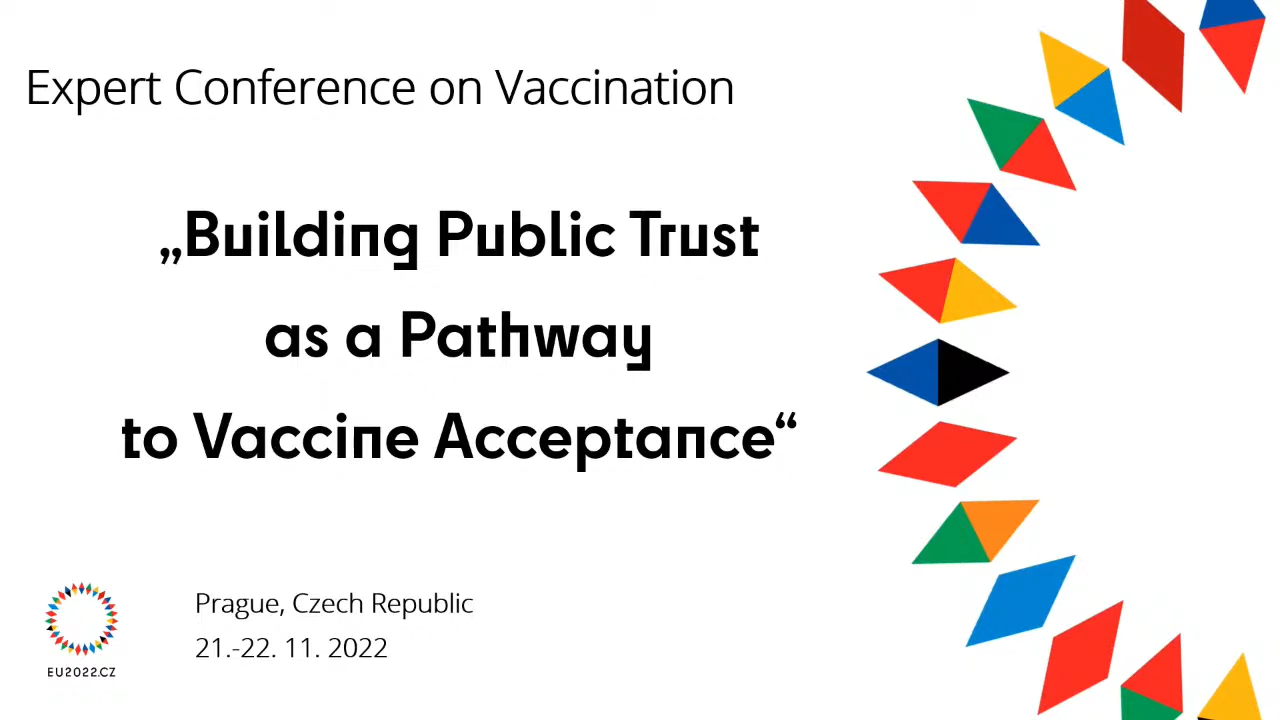 Expert Conference on Vaccination
„Building Public Trust
as a Pathway
to Vaccine Acceptance“
Prague, Czech Republic
21.-22. 11. 2022
EU2022.CZ